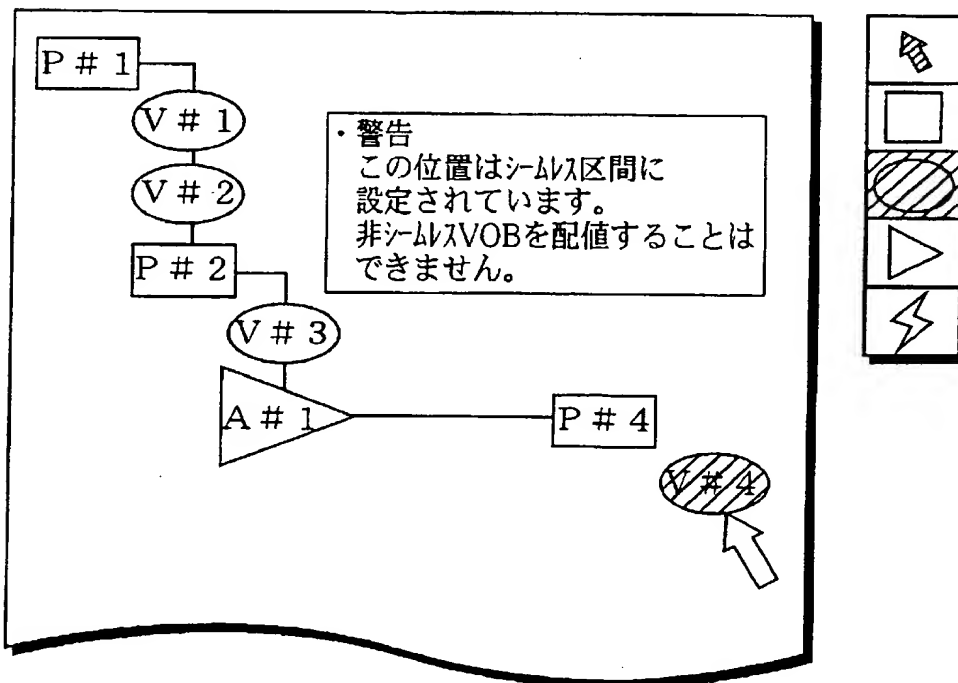 P # 1
V # 1
V # 2
P # 2
V # 3
A # 1
P # 4
V # 4
・警告
この位置はｼｰﾑﾚｽ区間に
設定されています。
非ｼｰﾑﾚｽVOBを配値することは
できません。